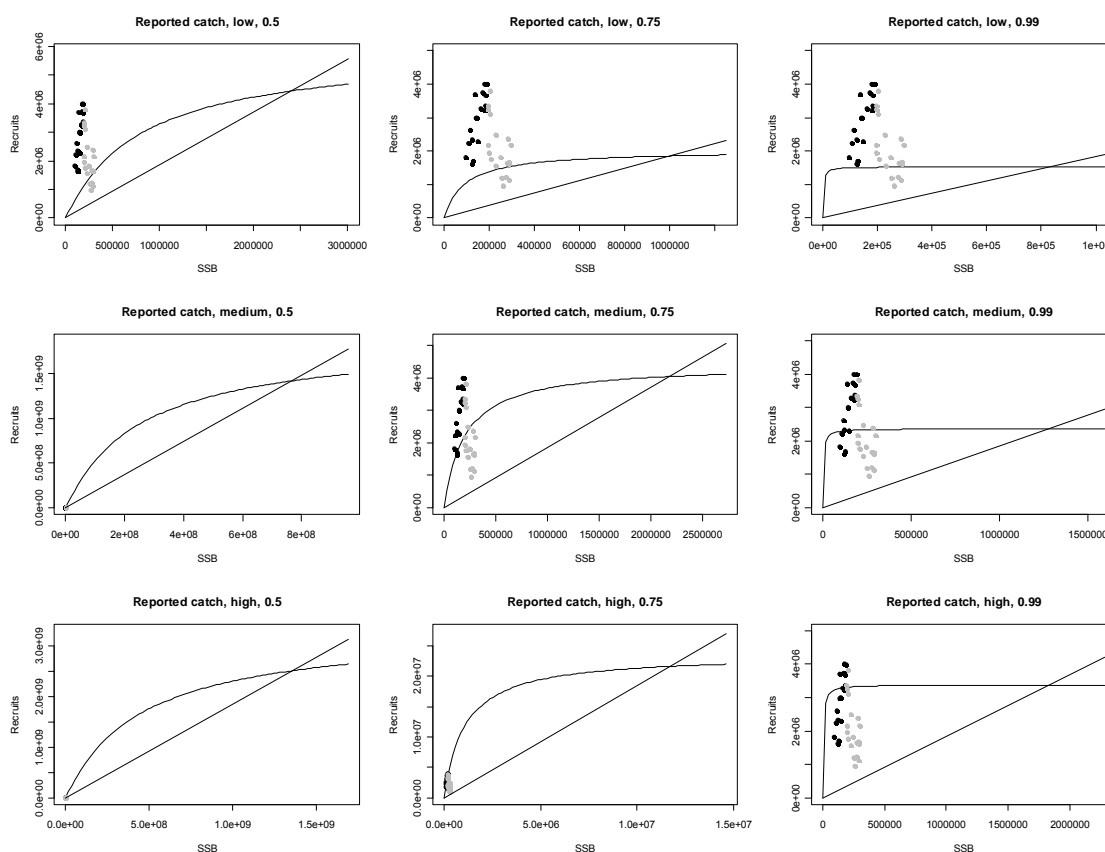 Reported catch, low, 0.5
Recruits
0e+00 2e+06 4e+06 6e+06
0 500000 1000000 2000000 3000000
SSB
Reported catch, low, 0.75
Recruits
0e+00 2e+06 4e+06
0 200000 400000 600000 800000 1000000
SSB
Reported catch, low, 0.99
Recruits
0e+00 2e+06 4e+06
0e+00 2e+05 4e+05 6e+05 8e+05
SSB
Reported catch, medium, 0.5
Recruits
0.0e+00 5.0e+08 1.0e+09 1.5e+09
0e+00 2e+08 4e+08 6e+08 8e+08
SSB
Reported catch, medium, 0.75
Recruits
0e+00 2e+06 4e+06
0 500000 1000000 1500000 2000000 2500000
SSB
Reported catch, medium, 0.99
Recruits
0e+00 2e+06 4e+06
0 500000 1000000
SSB
Reported catch, high, 0.5
Recruits
0.0e+00 1.0e+09 2.0e+09 3.0e+09
0.0e+00 5.0e+08 1.0e+09 1.5e+09
SSB
Reported catch, high, 0.75
Recruits
0.0e+00 1.0e+07 2.0e+07
0.0e+00 5.0e+06 1.0e+07 1.5e+07
SSB
Reported catch, high, 0.99
Recruits
0e+00 2e+06 4e+06
0 500000 1000000 2000000
SSB